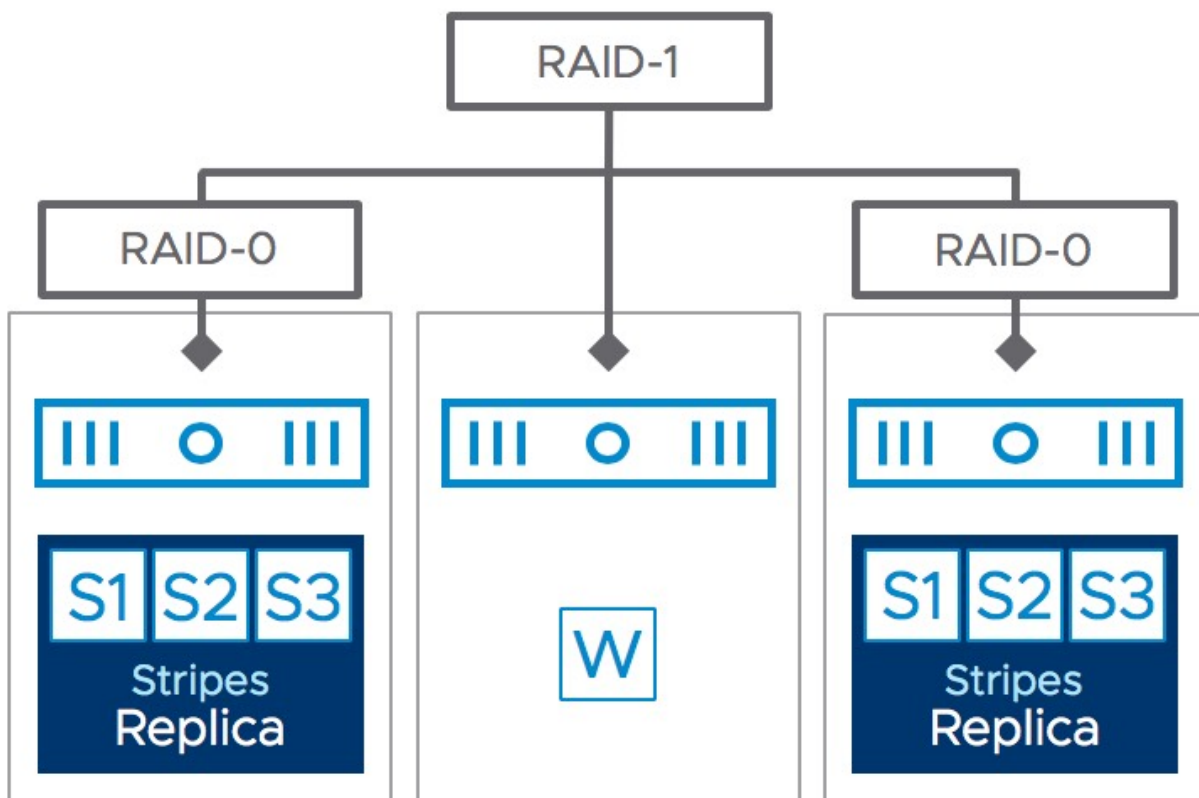 RAID-1
RAID-0
RAID-0
S1 S2 S3
Stripes
Replica
W
S1 S2 S3
Stripes
Replica